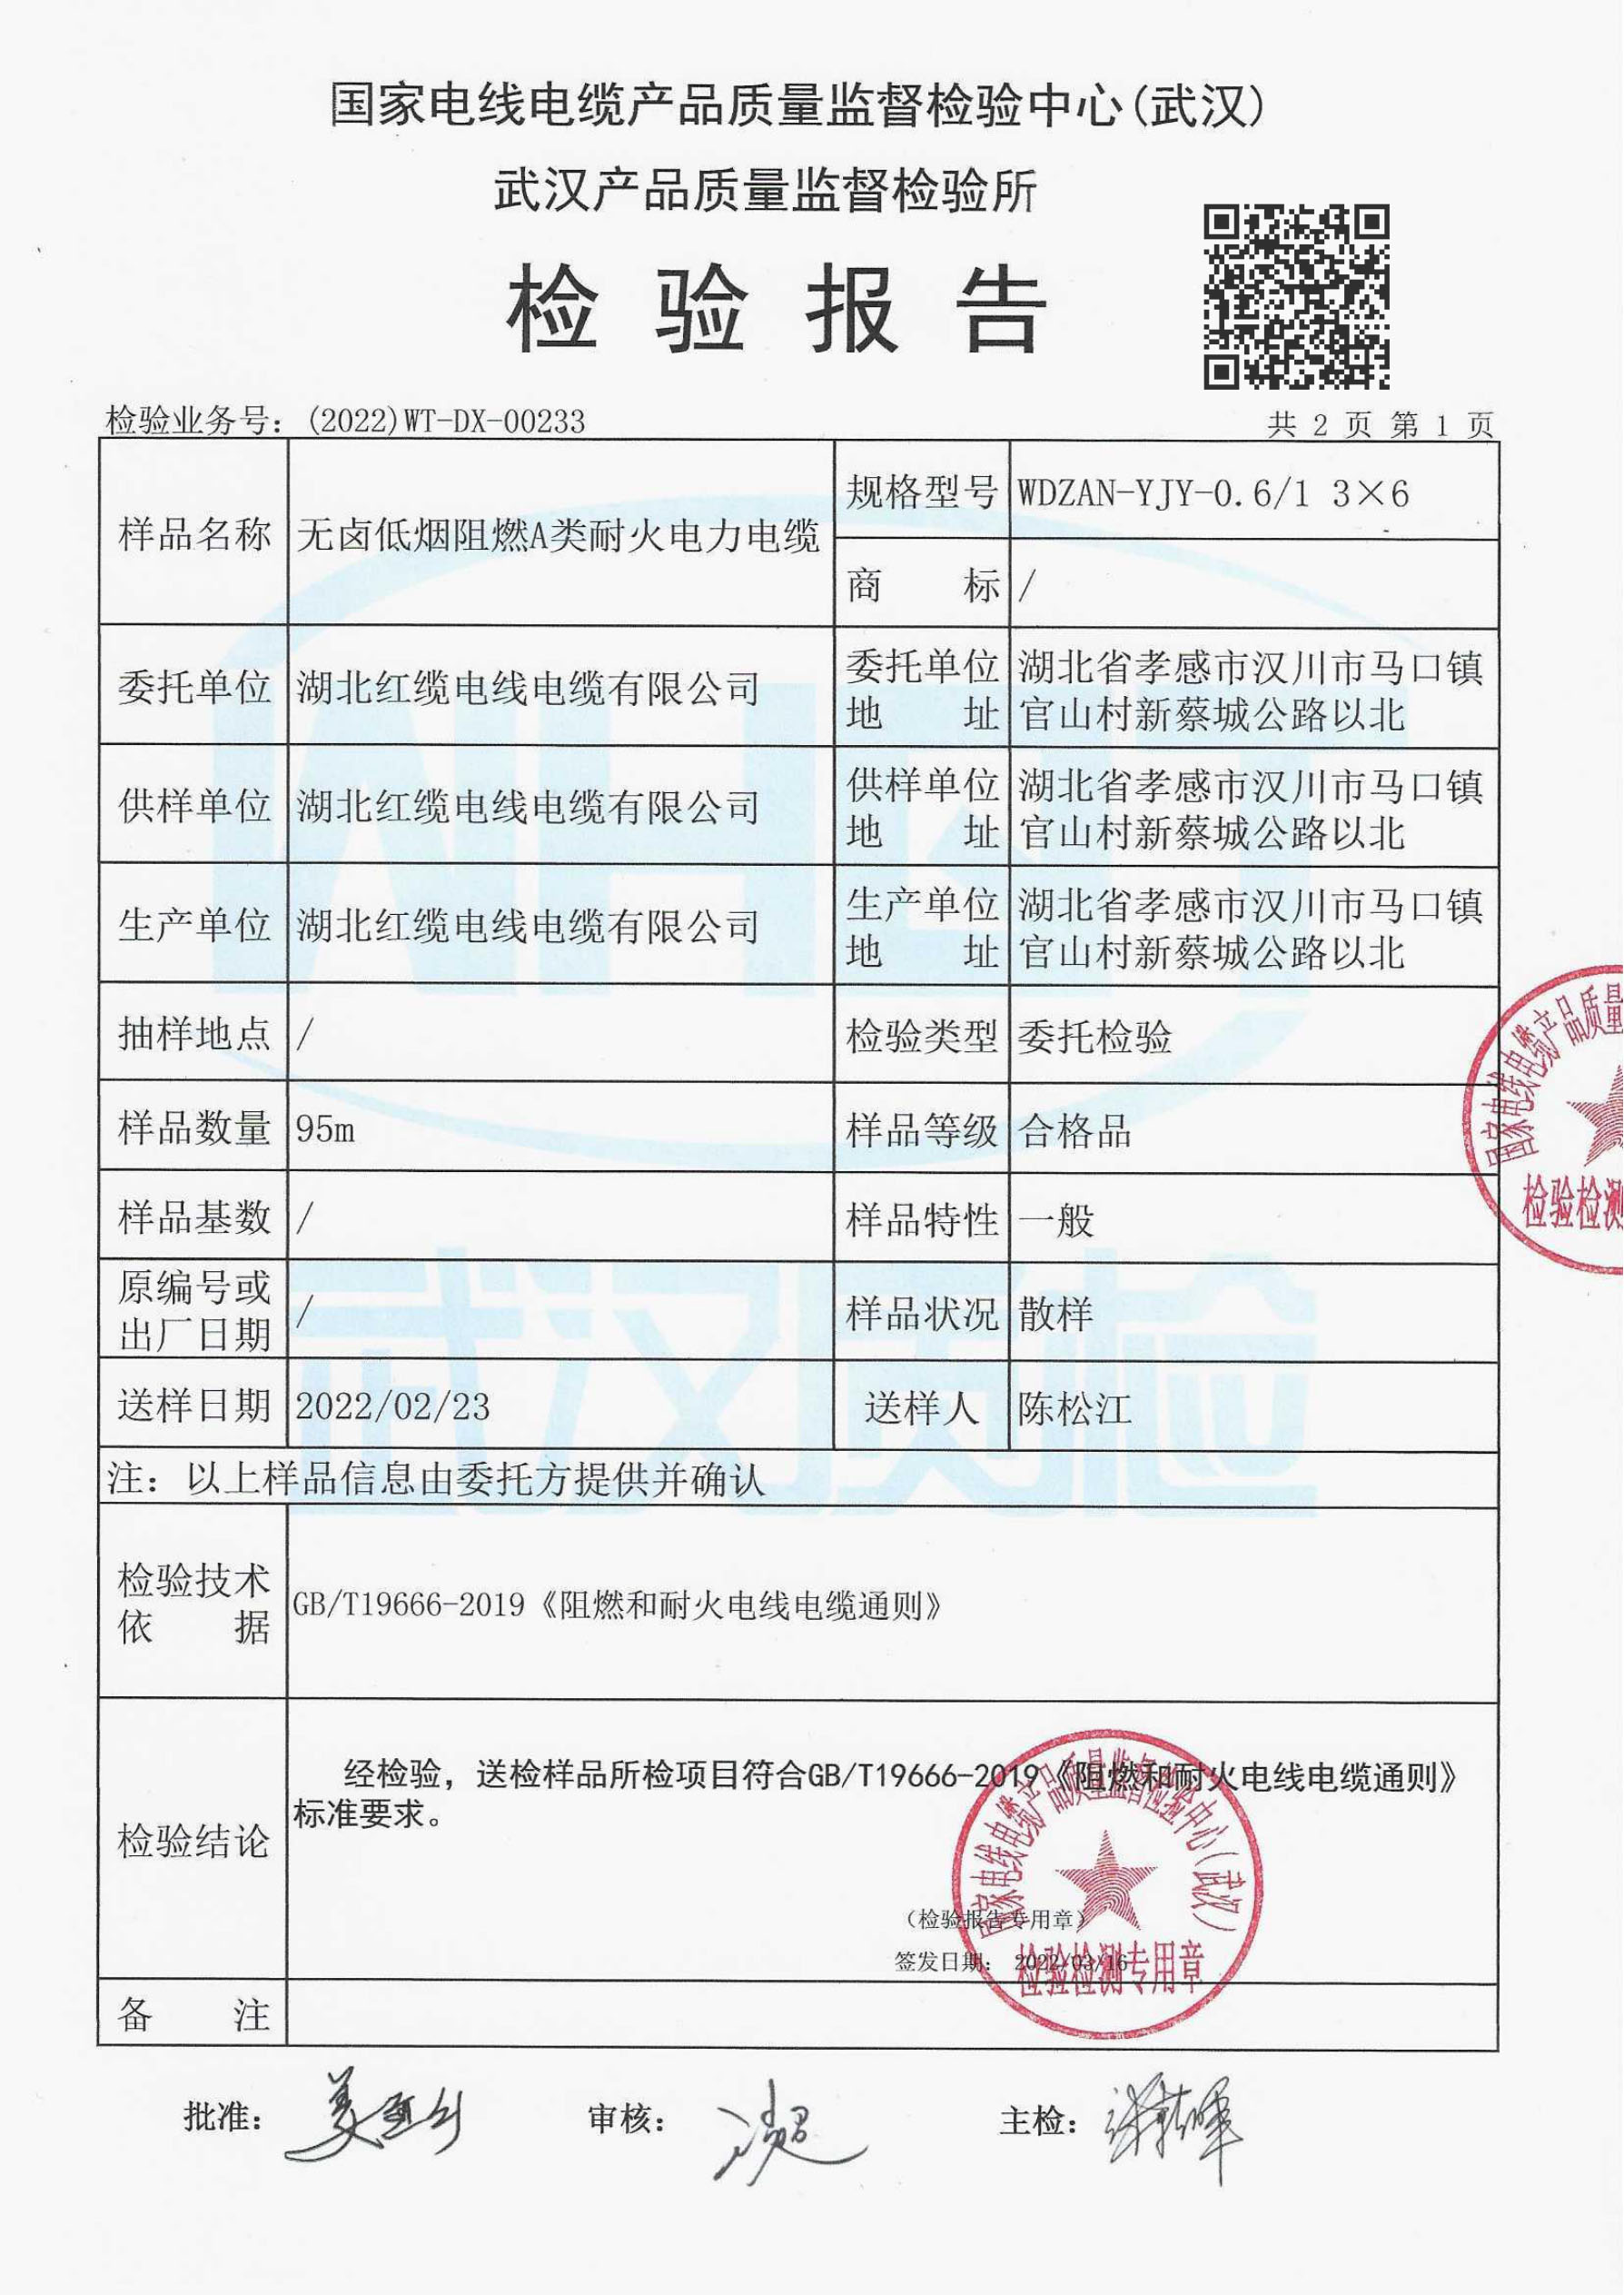 国家电线电缆产品质量监督检验中心(武汉)
武汉产品质量监督检验所
检验报告
检验业务号：(2022)WT-DX-00233
共 2 页 第 1 页
样品名称
无卤低烟阻燃A类耐火电力电缆
规格型号
WDZAN-YJY-0.6/1 3×6
商 标
/
委托单位
湖北红缆电线电缆有限公司
委托单位
地 址
湖北省孝感市汉川市马口镇
官山村新蔡城公路以北
供样单位
湖北红缆电线电缆有限公司
供样单位
地 址
湖北省孝感市汉川市马口镇
官山村新蔡城公路以北
生产单位
湖北红缆电线电缆有限公司
生产单位
地 址
湖北省孝感市汉川市马口镇
官山村新蔡城公路以北
抽样地点
/
检验类型
委托检验
样品数量
95m
样品等级
合格品
样品基数
/
样品特性
一般
原编号或
出厂日期
/
样品状况
散样
送样日期
2022/02/23
送样人
陈松江
注：以上样品信息由委托方提供并确认
检验技术
依 据
GB/T19666-2019《阻燃和耐火电线电缆通则》
检验结论
经检验，送检样品所检项目符合GB/T19666-2019《阻燃和耐火电线电缆通则》
标准要求。
（检验报告专用章）
签发日期： 2022/03/16
国家电线电缆产品质量监督检验中心(武汉)
检验检测专用章
国家电线电缆产品质量
检验检测
备 注
批准：
审核：
主检：
WHQT
武汉质检